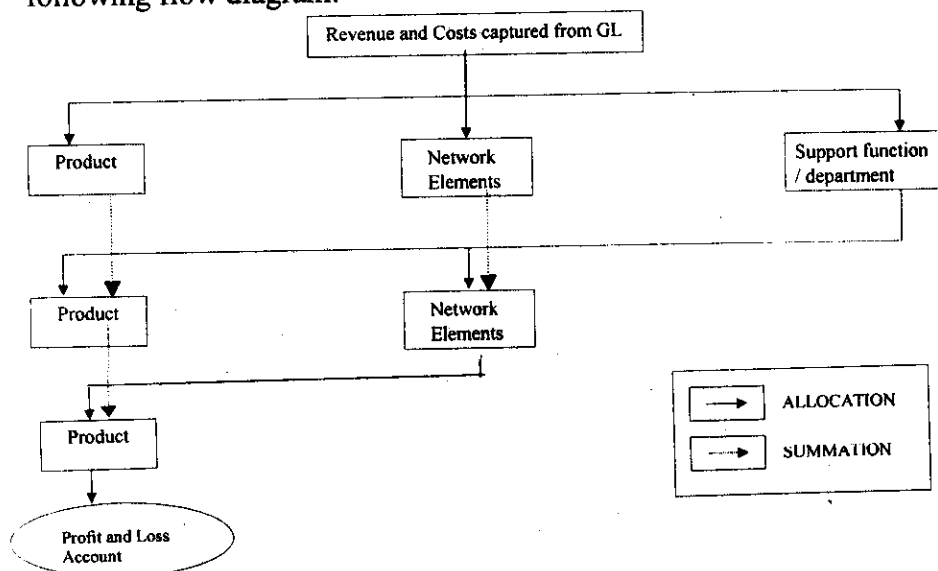 following flow diagram:
Revenue and Costs captured from GL
Product
Network
Elements
Support function
/ department
Product
Network
Elements
Product
ALLOCATION
SUMMATION
Profit and Loss
Account